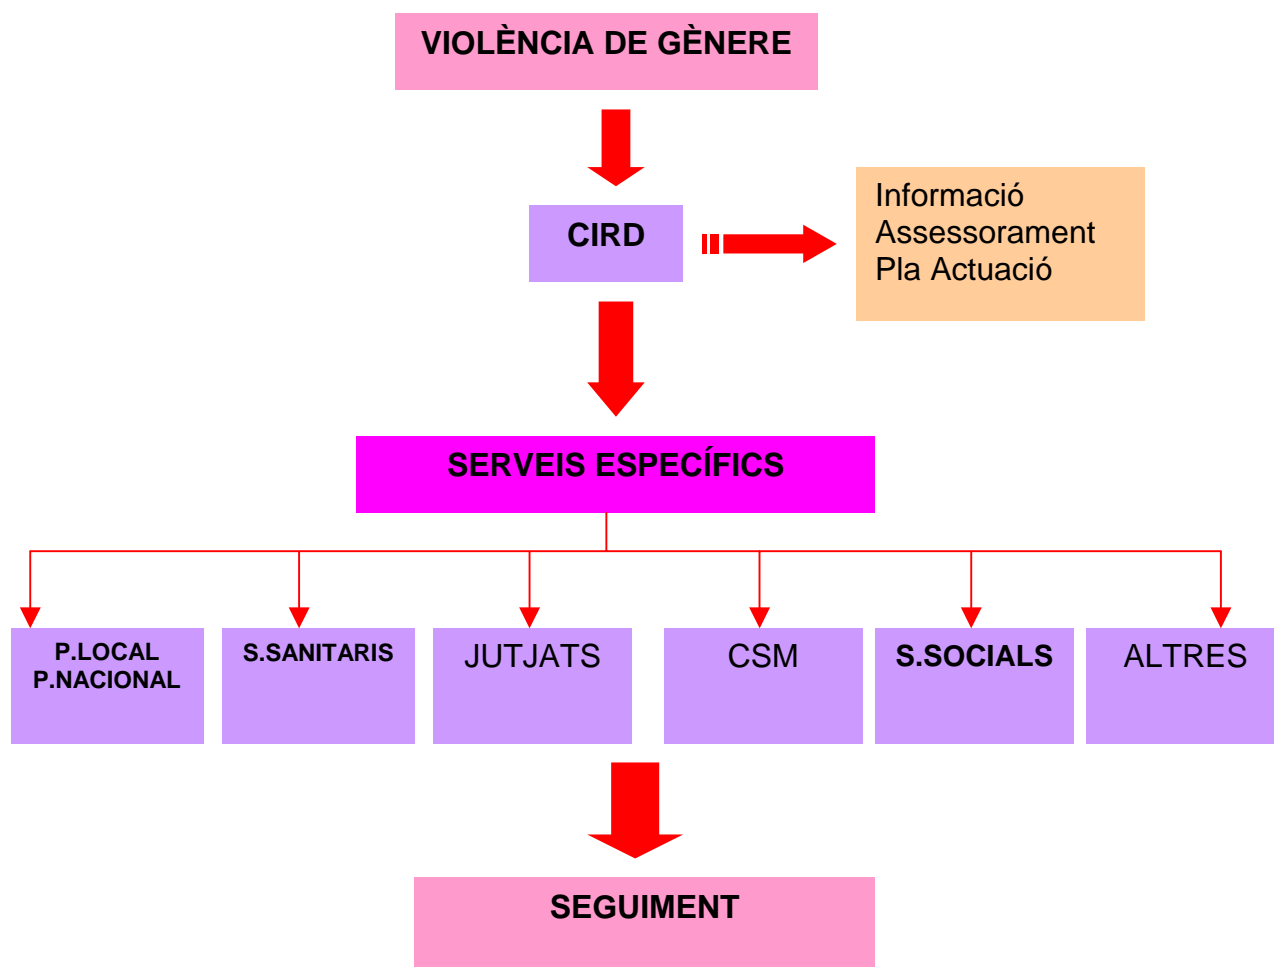 VIOLÈNCIA DE GÈNERE
CIRD
Informació
Assessorament
Pla Actuació
SERVEIS ESPECÍFICS
P.LOCAL
P.NACIONAL
S.SANITARIS
JUTJATS
CSM
S.SOCIALS
ALTRES
SEGUIMENT